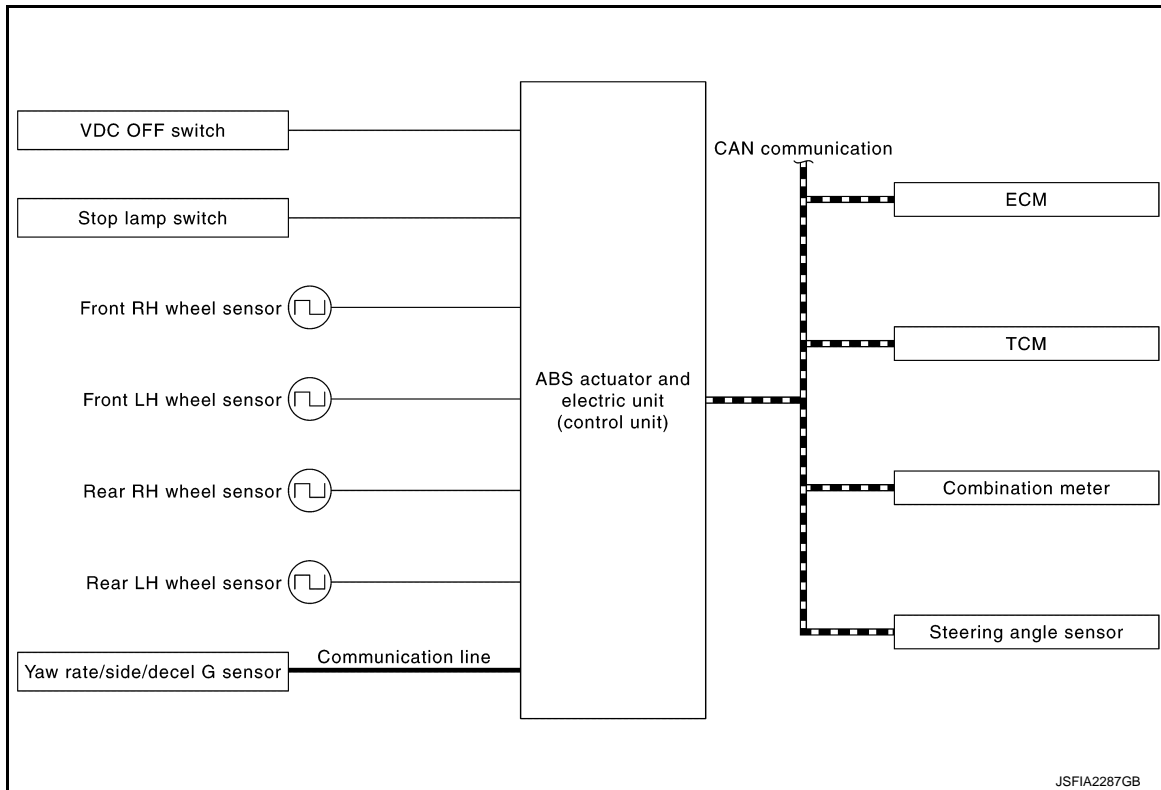 VDC OFF switch
Stop lamp switch
Front RH wheel sensor
Front LH wheel sensor
Rear RH wheel sensor
Rear LH wheel sensor
Yaw rate/side/decel G sensor
Communication line
ABS actuator and
electric unit
(control unit)
CAN communication
ECM
TCM
Combination meter
Steering angle sensor
JSFIA2287GB